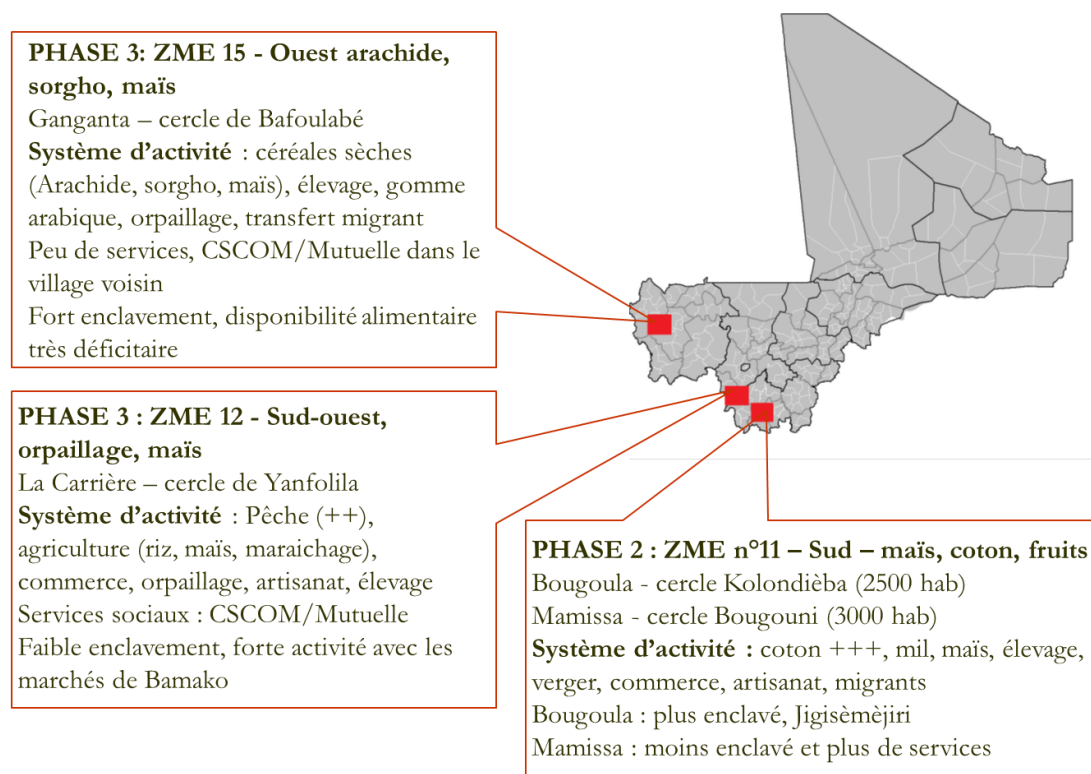 PHASE 3: ZME 15 - Ouest arachide,
sorgho, maïs
Ganganta – cercle de Bafoulabé
Système d'activité : céréales sèches
(Arachide, sorgho, maïs), élevage, gomme
arabique, orpaillage, transfert migrant
Peu de services, CSCOM/Mutuelle dans le
village voisin
Fort enclavement, disponibilité alimentaire
très déficitaire
PHASE 3 : ZME 12 - Sud-ouest,
orpaillage, maïs
La Carrière – cercle de Yanfolila
Système d'activité : Pêche (++),
agriculture (riz, maïs, maraichage),
commerce, orpaillage, artisanat, élevage
Services sociaux : CSCOM/Mutuelle
Faible enclavement, forte activité avec les
marchés de Bamako
PHASE 2 : ZME n°11 – Sud – maïs, coton, fruits
Bougoula - cercle Kolondièba (2500 hab)
Mamissa - cercle Bougouni (3000 hab)
Système d'activité : coton +++, mil, maïs, élevage,
verger, commerce, artisanat, migrants
Bougoula : plus enclavé, Jigisèmèjiri
Mamissa : moins enclavé et plus de services